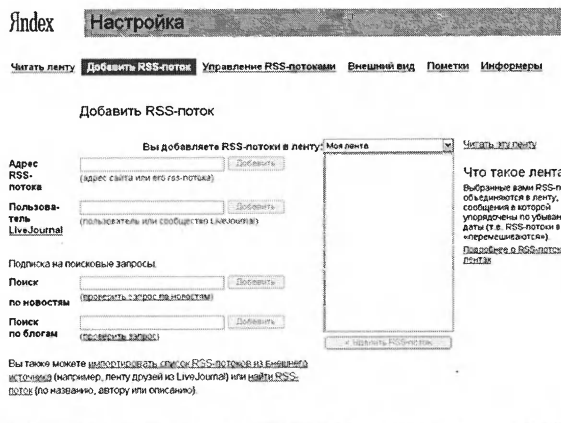 Яndex
Настройка
Читать ленту Добавить RSS-поток Управление RSS-потоками Внешний вид Пометки Информеры
Добавить RSS-поток
Вы добавляете RSS-потоки в ленту: Моя лента
Читать эту ленту
Адрес
RSS-
потока
Добавить
(адрес сайта или его rss-потока)
Пользова-
тель
LiveJournal
Добавить
(пользователь или сообщество LiveJournal)
Что такое лента
Выбранные вами RSS-п
объединяются в ленту,
сообщения в которой
упорядочены по убыван
даты (т.е. RSS-потоки в
«перемешиваются»).
Подробнее о RSS-поток
лентах
Подписка на поисковые запросы.
Поиск
по новостям
Добавить
(проверить запрос по новостям)
Поиск
по блогам
Добавить
(проверить запрос)
« Удалить RSS-поток
Вы также можете импортировать список RSS-потоков из внешнего
источника (например, ленту друзей из LiveJournal) или найти RSS-
поток (по названию, автору или описанию).